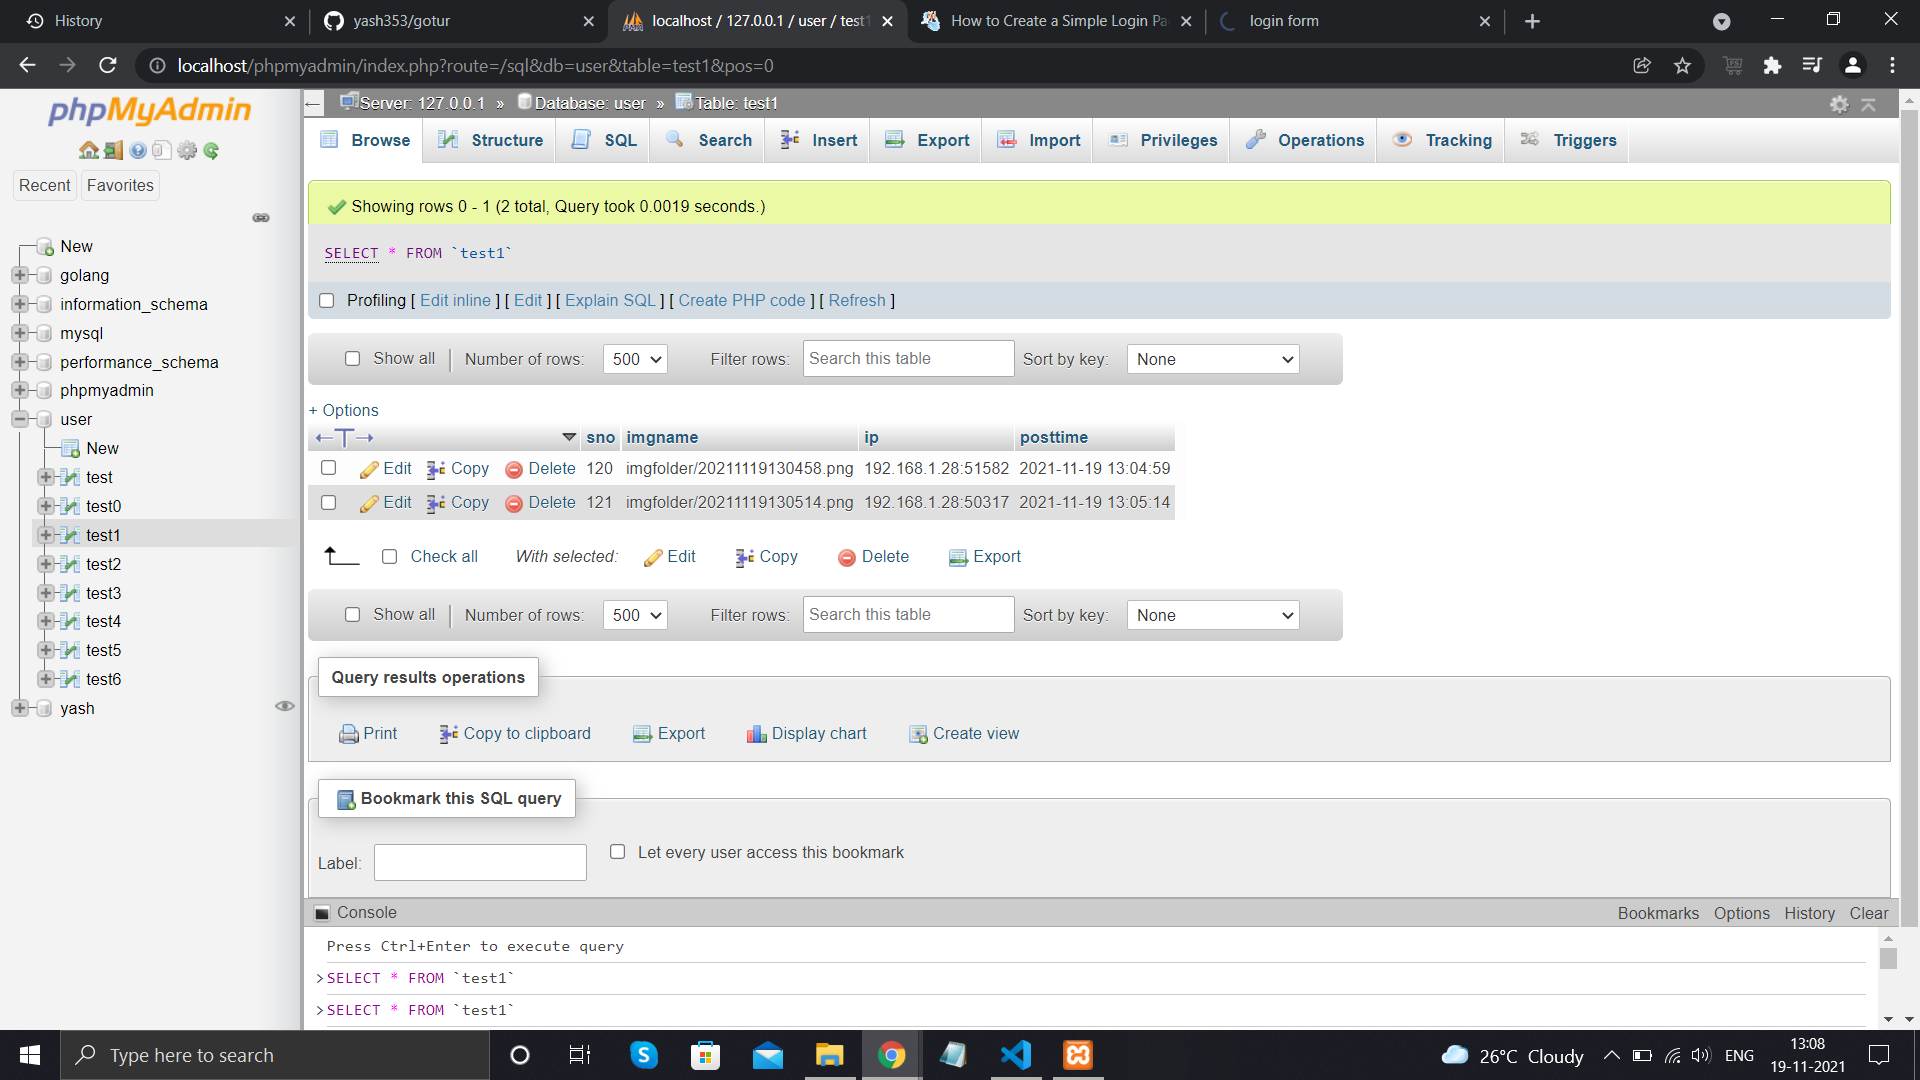 History
yash353/gotur
localhost / 127.0.0.1 / user / test1
How to Create a Simple Login Pa
login form
localhost/phpmyadmin/index.php?route=/sql&db=user&table=test1&pos=0
phpMyAdmin
Recent
Favorites
New
golang
information_schema
mysql
performance_schema
phpmyadmin
user
New
test
test0
test1
test2
test3
test4
test5
test6
yash
Server: 127.0.0.1 » Database: user » Table: test1
Browse Structure SQL Search Insert Export Import Privileges Operations Tracking Triggers
Showing rows 0 - 1 (2 total, Query took 0.0019 seconds.)
SELECT * FROM `test1`
Profiling [ Edit inline ] [ Edit ] [ Explain SQL ] [ Create PHP code ] [ Refresh ]
Show all Number of rows: 500 Filter rows: Search this table Sort by key: None
+ Options
sno imgname ip posttime
Edit Copy Delete 120 imgfolder/20211119130458.png 192.168.1.28:51582 2021-11-19 13:04:59
Edit Copy Delete 121 imgfolder/20211119130514.png 192.168.1.28:50317 2021-11-19 13:05:14
Check all With selected: Edit Copy Delete Export
Show all Number of rows: 500 Filter rows: Search this table Sort by key: None
Query results operations
Print Copy to clipboard Export Display chart Create view
Bookmark this SQL query
Label: Let every user access this bookmark
Console Bookmarks Options History Clear
Press Ctrl+Enter to execute query
>SELECT * FROM `test1`
>SELECT * FROM `test1`
Type here to search
26°C Cloudy
ENG
13:08
19-11-2021